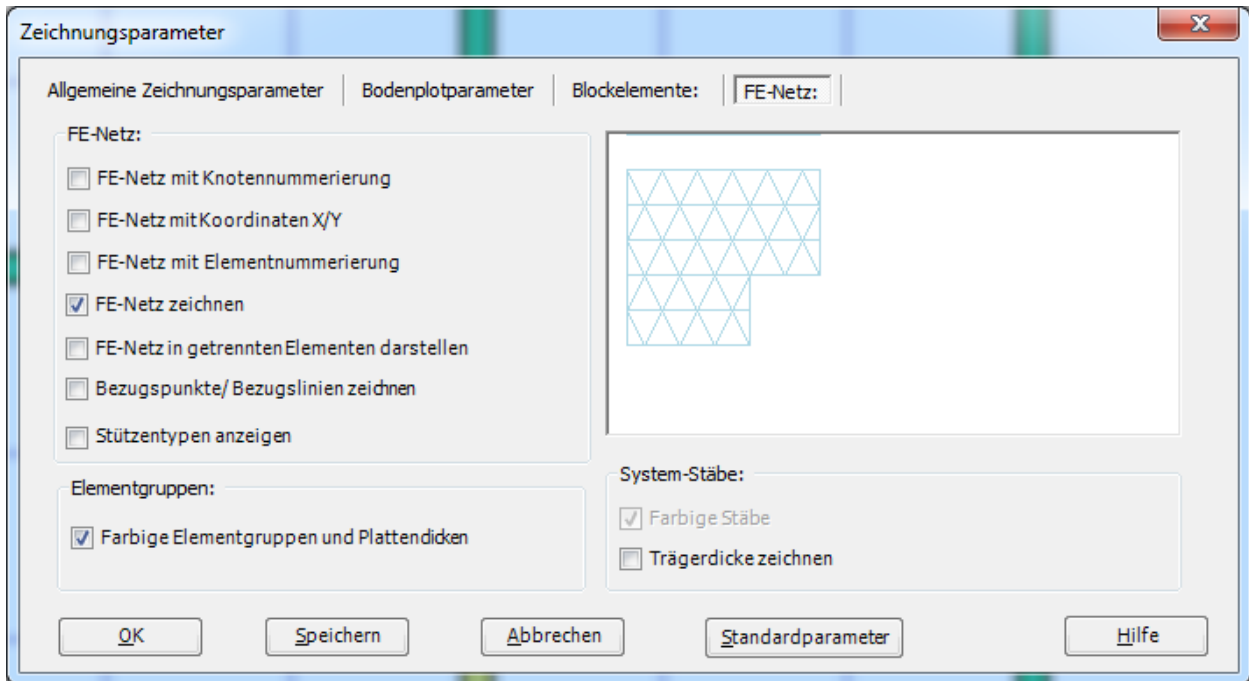 Zeichnungsparameter
Allgemeine Zeichnungsparameter
Bodenplotparameter
Blockelemente:
FE-Netz:
FE-Netz:
FE-Netz mit Knotennummerierung
FE-Netz mit Koordinaten X/Y
FE-Netz mit Elementnummerierung
FE-Netz zeichnen
FE-Netz in getrennten Elementen darstellen
Bezugspunkte/ Bezugslinien zeichnen
Stützentypen anzeigen
Elementgruppen:
Farbige Elementgruppen und Plattendicken
System-Stäbe:
Farbige Stäbe
Trägerdicke zeichnen
OK
Speichern
Abbrechen
Standardparameter
Hilfe